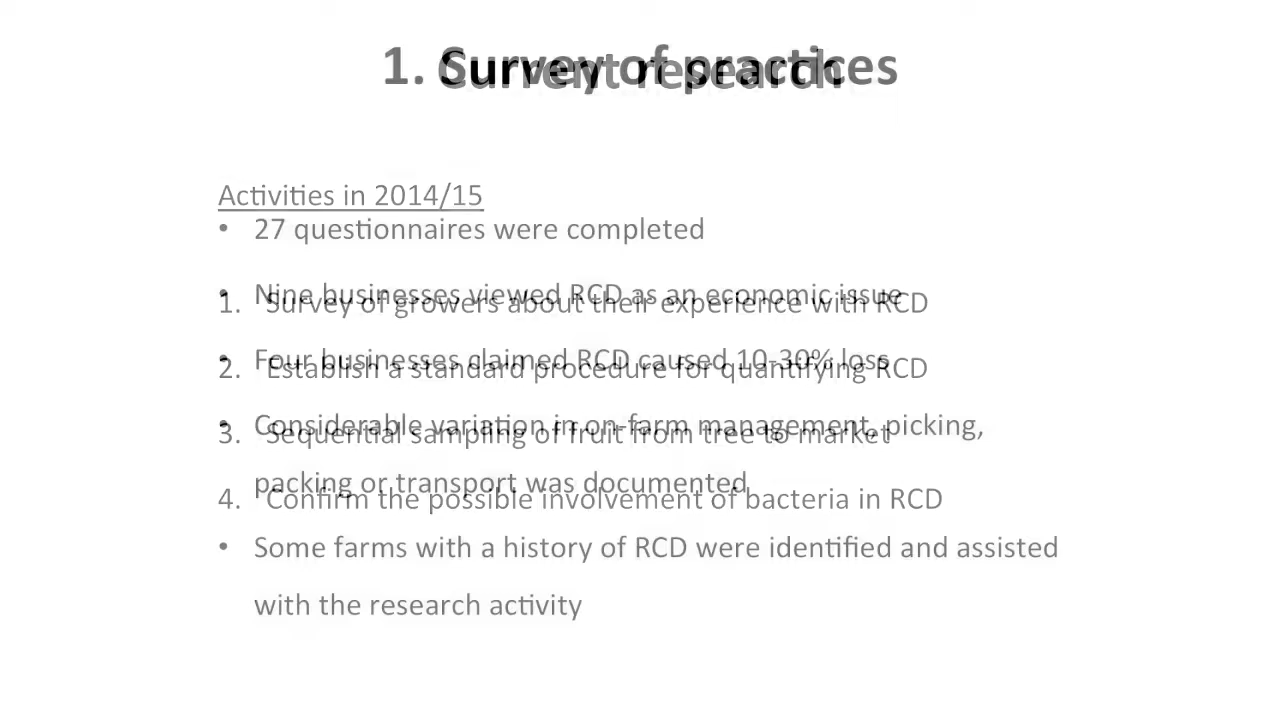 1. Survey of practices
Current research
Activities in 2014/15
• 27 questionnaires were completed
• Nine businesses viewed RCD as an economic issue
1. Survey of growers about their experience with RCD
• Four businesses claimed RCD caused 10-30% loss
2. Establish a standard procedure for quantifying RCD
• Considerable variation in on-farm management, picking,
3. Sequential sampling of fruit from tree to market
packing or transport was documented
4. Confirm the possible involvement of bacteria in RCD
• Some farms with a history of RCD were identified and assisted
with the research activity